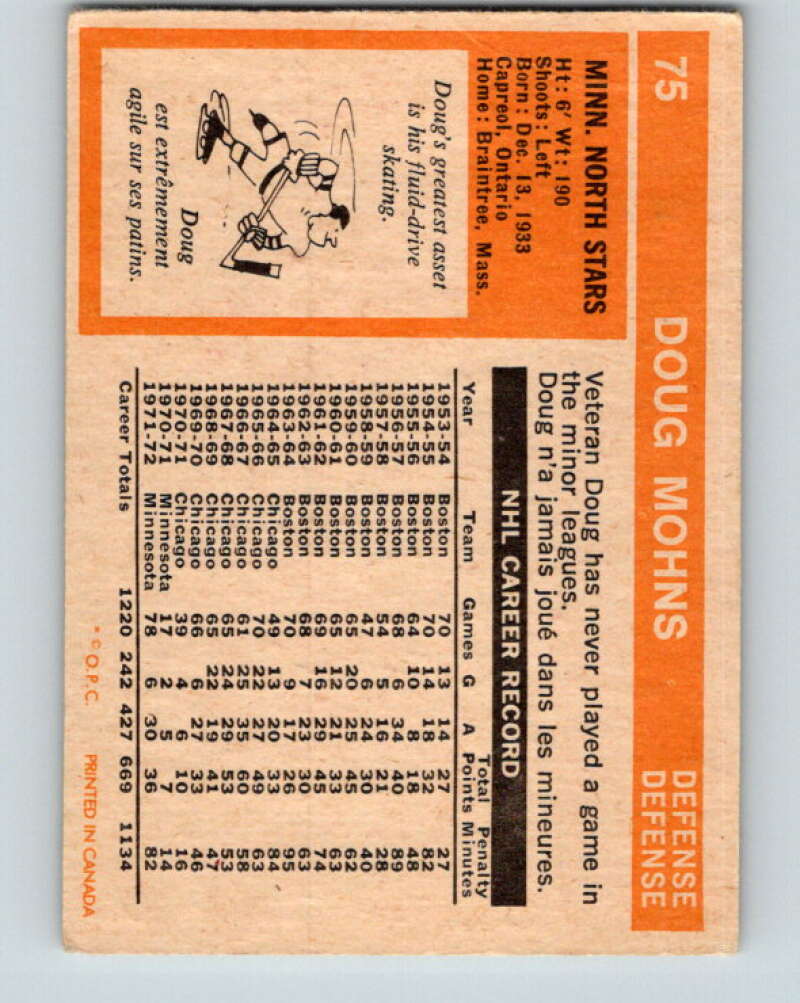 75 DOUG MOHNS DEFENSE
DEFENSE
MINN. NORTH STARS
Ht: 6' Wt: 190
Shoots: Left
Born: Dec. 13, 1933
Capreol, Ontario
Home: Braintree, Mass.
Doug's greatest asset
is his fluid-drive
skating.
Doug
est extrêmement
agile sur ses patins.
Veteran Doug has never played a game in
the minor leagues.
Doug n'a jamais joué dans les mineures.
NHL CAREER RECORD
Total Penalty
Year Team Games G A Points Minutes
1953-54 Boston 70 13 14 27 27
1954-55 Boston 70 14 18 32 82
1955-56 Boston 64 10 8 18 48
1956-57 Boston 68 6 34 40 89
1957-58 Boston 54 5 16 21 28
1958-59 Boston 47 6 24 30 40
1959-60 Boston 65 20 25 45 62
1960-61 Boston 65 12 21 33 63
1961-62 Boston 69 16 29 45 74
1962-63 Boston 68 7 23 30 63
1963-64 Boston 70 9 17 26 95
1964-65 Chicago 49 13 20 33 84
1965-66 Chicago 70 22 27 49 63
1966-67 Chicago 61 25 35 60 58
1967-68 Chicago 65 24 29 53 53
1968-69 Chicago 65 22 19 41 47
1969-70 Chicago 66 6 27 33 46
1970-71 Chicago 39 4 6 10 16
1970-71 Minnesota 17 2 5 7 14
1971-72 Minnesota 78 6 30 36 82
Career Totals 1220 242 427 669 1134
* © O.P.C. PRINTED IN CANADA